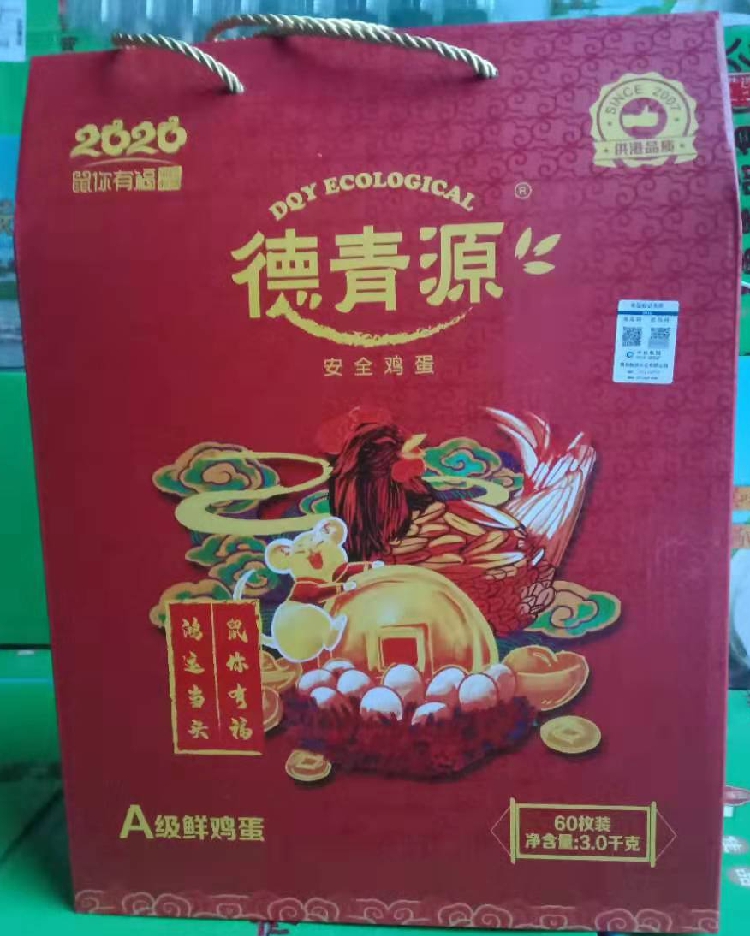 2020
鼠你有福
SINCE 2007
供港品质
DQY ECOLOGICAL
®
德青源
安全鸡蛋
鼠你有福
鸿运当头
A级鲜鸡蛋
60枚装
净含量:3.0千克